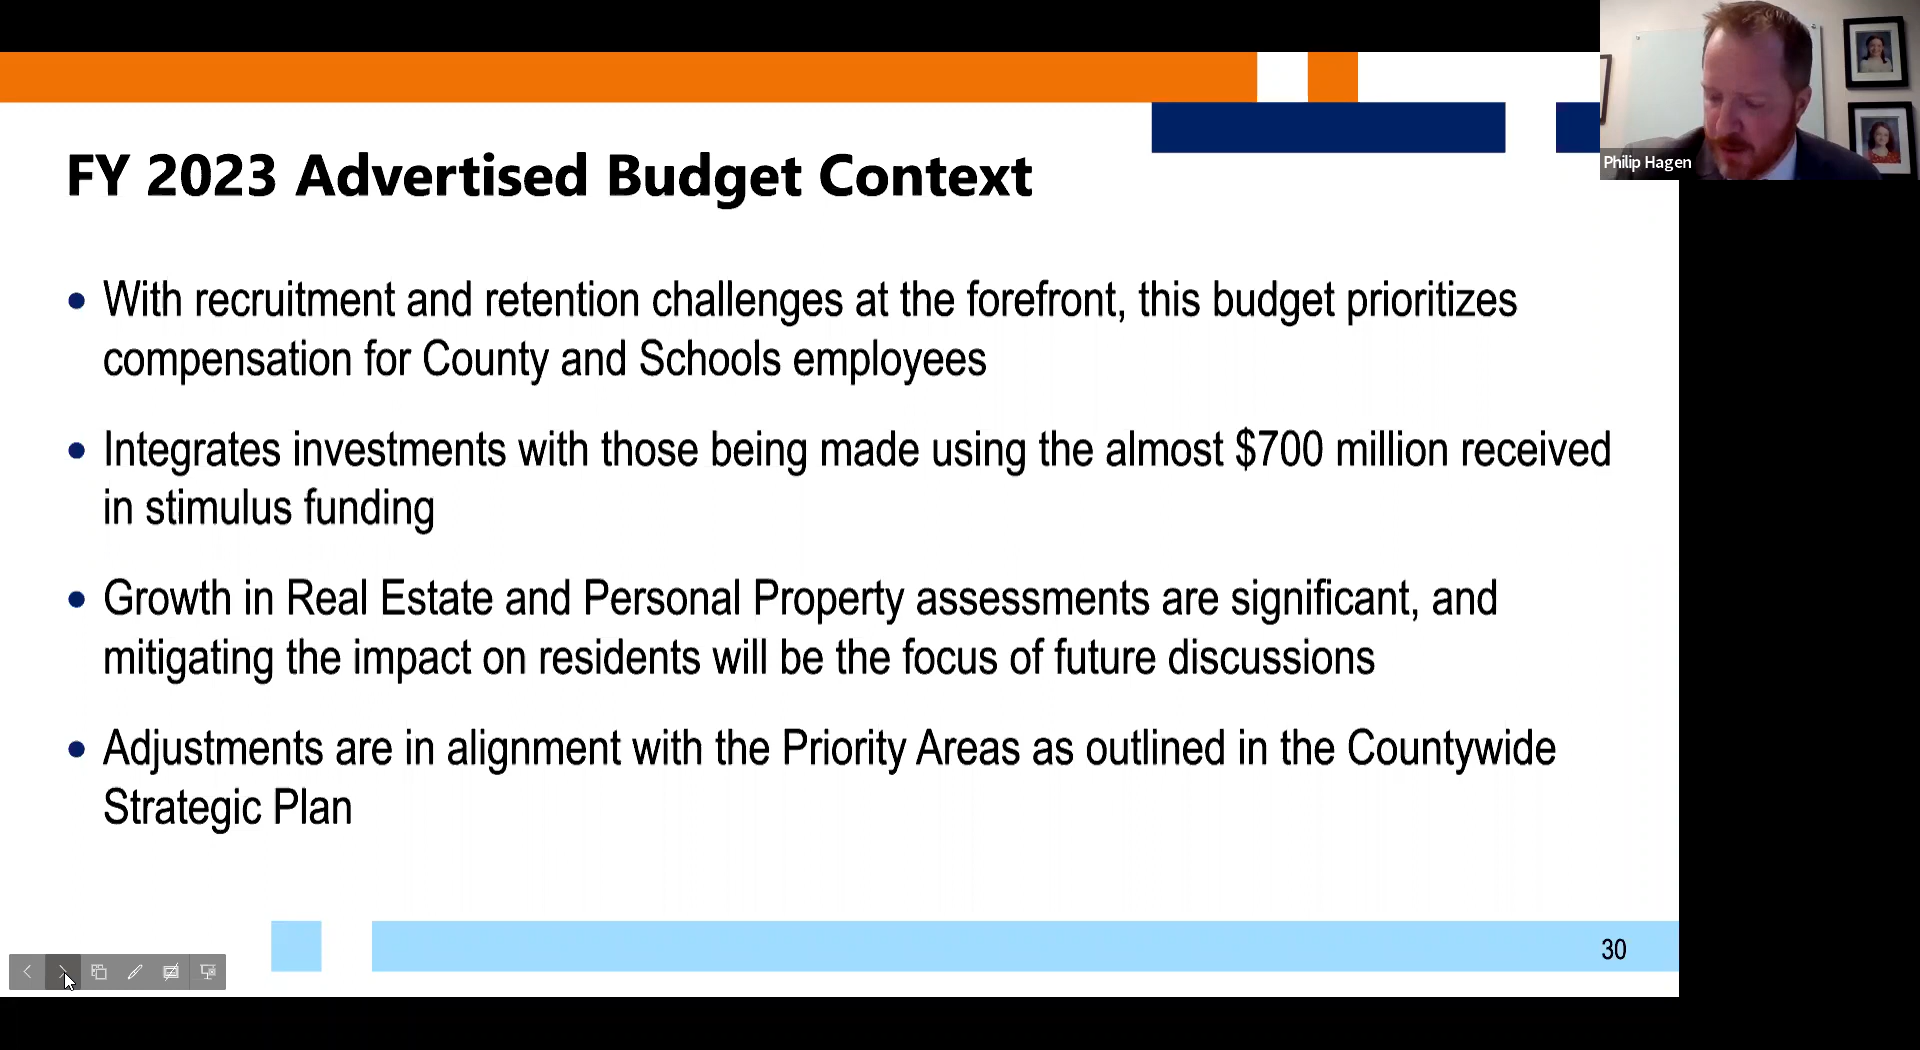 Philip Hagen
FY 2023 Advertised Budget Context
• With recruitment and retention challenges at the forefront, this budget prioritizes
compensation for County and Schools employees
• Integrates investments with those being made using the almost $700 million received
in stimulus funding
• Growth in Real Estate and Personal Property assessments are significant, and
mitigating the impact on residents will be the focus of future discussions
• Adjustments are in alignment with the Priority Areas as outlined in the Countywide
Strategic Plan
30